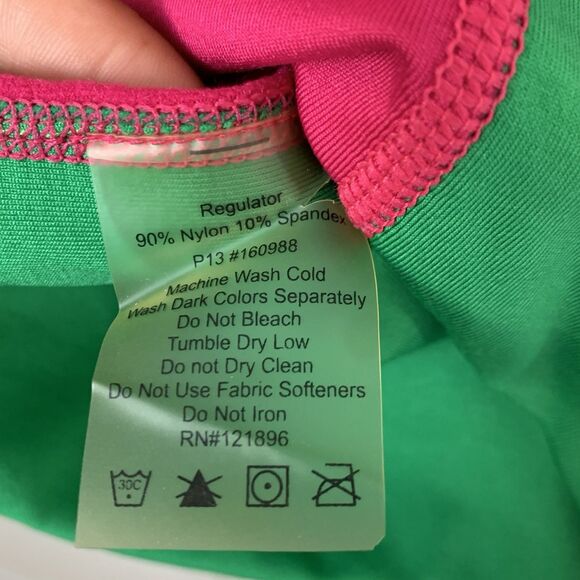 Regulator
90% Nylon 10% Spandex
P13 #160988
Machine Wash Cold
Wash Dark Colors Separately
Do Not Bleach
Tumble Dry Low
Do not Dry Clean
Do Not Use Fabric Softeners
Do Not Iron
RN#121896
30C